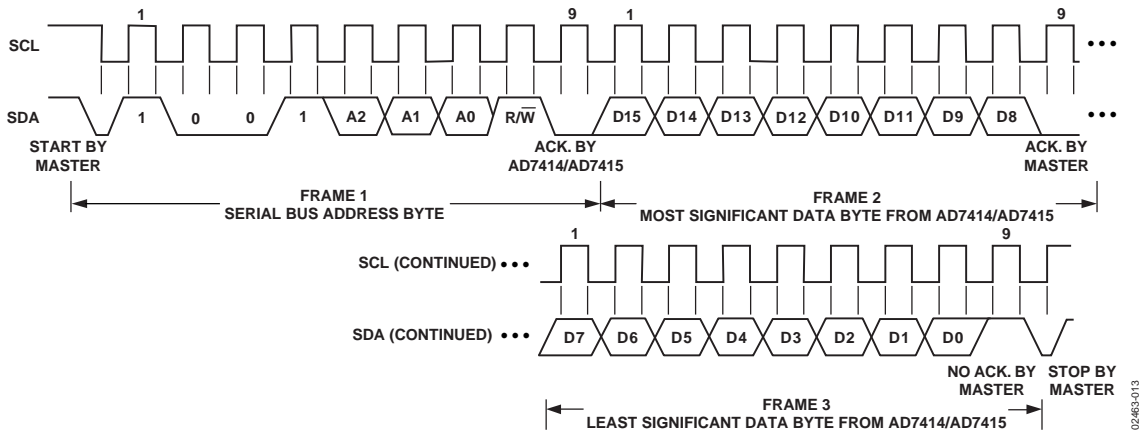 1 9 1 9
SCL
SDA
1 0 0 1 A2 A1 A0 R/W̅ D15 D14 D13 D12 D10 D11 D9 D8
START BY
MASTER
ACK. BY
AD7414/AD7415
ACK. BY
MASTER
FRAME 1
SERIAL BUS ADDRESS BYTE
FRAME 2
MOST SIGNIFICANT DATA BYTE FROM AD7414/AD7415
1 9
SCL (CONTINUED)
SDA (CONTINUED)
D7 D6 D5 D4 D3 D2 D1 D0
NO ACK. BY
MASTER
STOP BY
MASTER
FRAME 3
LEAST SIGNIFICANT DATA BYTE FROM AD7414/AD7415
02463-013